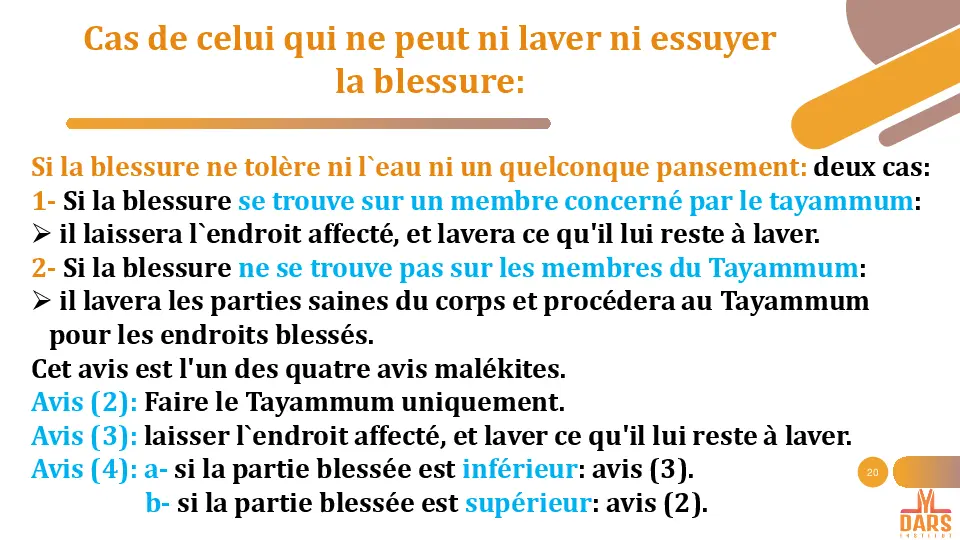 Cas de celui qui ne peut ni laver ni essuyer
la blessure:
Si la blessure ne tolère ni l`eau ni un quelconque pansement: deux cas:
1- Si la blessure se trouve sur un membre concerné par le tayammum:
➢ il laissera l`endroit affecté, et lavera ce qu'il lui reste à laver.
2- Si la blessure ne se trouve pas sur les membres du Tayammum:
➢ il lavera les parties saines du corps et procédera au Tayammum
pour les endroits blessés.
Cet avis est l'un des quatre avis malékites.
Avis (2): Faire le Tayammum uniquement.
Avis (3): laisser l`endroit affecté, et laver ce qu'il lui reste à laver.
Avis (4): a- si la partie blessée est inférieur: avis (3).
b- si la partie blessée est supérieur: avis (2).
20
DARS
INSTITUT